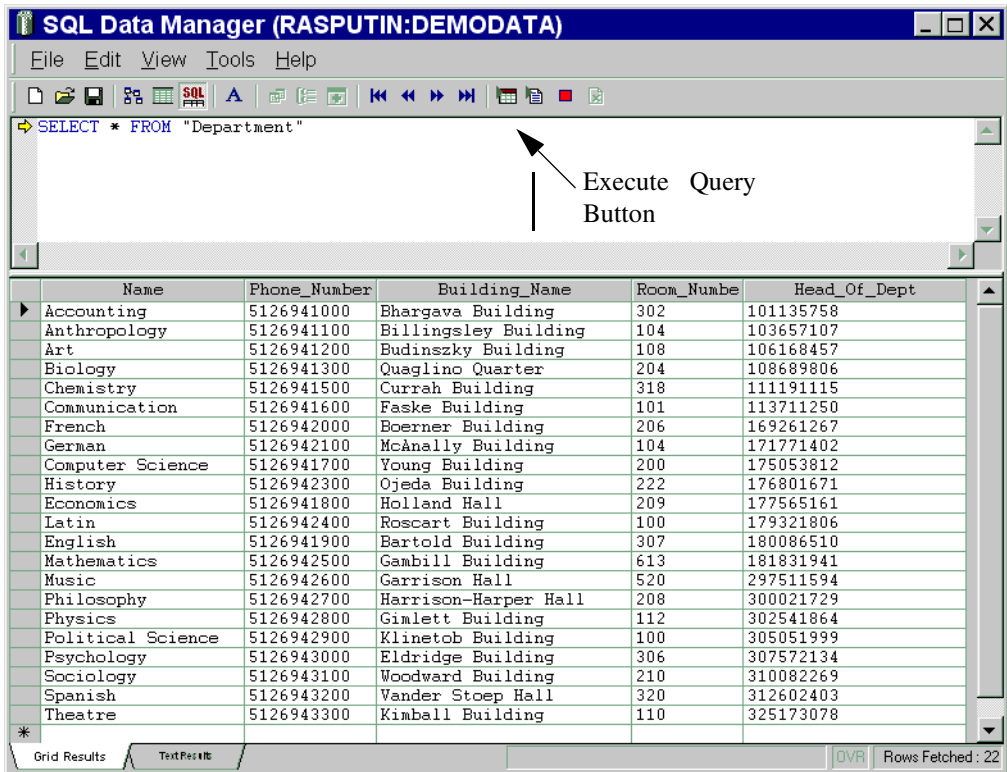 SQL Data Manager (RASPUTIN:DEMODATA)
File Edit View Tools Help
SQL A
SELECT * FROM "Department"
Execute Query
Button
Name Phone_Number Building_Name Room_Numbe Head_Of_Dept
Accounting 5126941000 Bhargava Building 302 101135758
Anthropology 5126941100 Billingsley Building 104 103657107
Art 5126941200 Budinszky Building 108 106168457
Biology 5126941300 Quaglino Quarter 204 108689806
Chemistry 5126941500 Currah Building 318 111191115
Communication 5126941600 Faske Building 101 113711250
French 5126942000 Boerner Building 206 169261267
German 5126942100 McAnally Building 104 171771402
Computer Science 5126941700 Young Building 200 175053812
History 5126942300 Ojeda Building 222 176801671
Economics 5126941800 Holland Hall 209 177565161
Latin 5126942400 Roscart Building 100 179321806
English 5126941900 Bartold Building 307 180086510
Mathematics 5126942500 Gambill Building 613 181831941
Music 5126942600 Garrison Hall 520 297511594
Philosophy 5126942700 Harrison-Harper Hall 208 300021729
Physics 5126942800 Gimlett Building 112 302541864
Political Science 5126942900 Klinetob Building 100 305051999
Psychology 5126943000 Eldridge Building 306 307572134
Sociology 5126943100 Woodward Building 210 310082269
Spanish 5126943200 Vander Stoep Hall 320 312602403
Theatre 5126943300 Kimball Building 110 325173078
*
Grid Results Text Results OVR Rows Fetched : 22